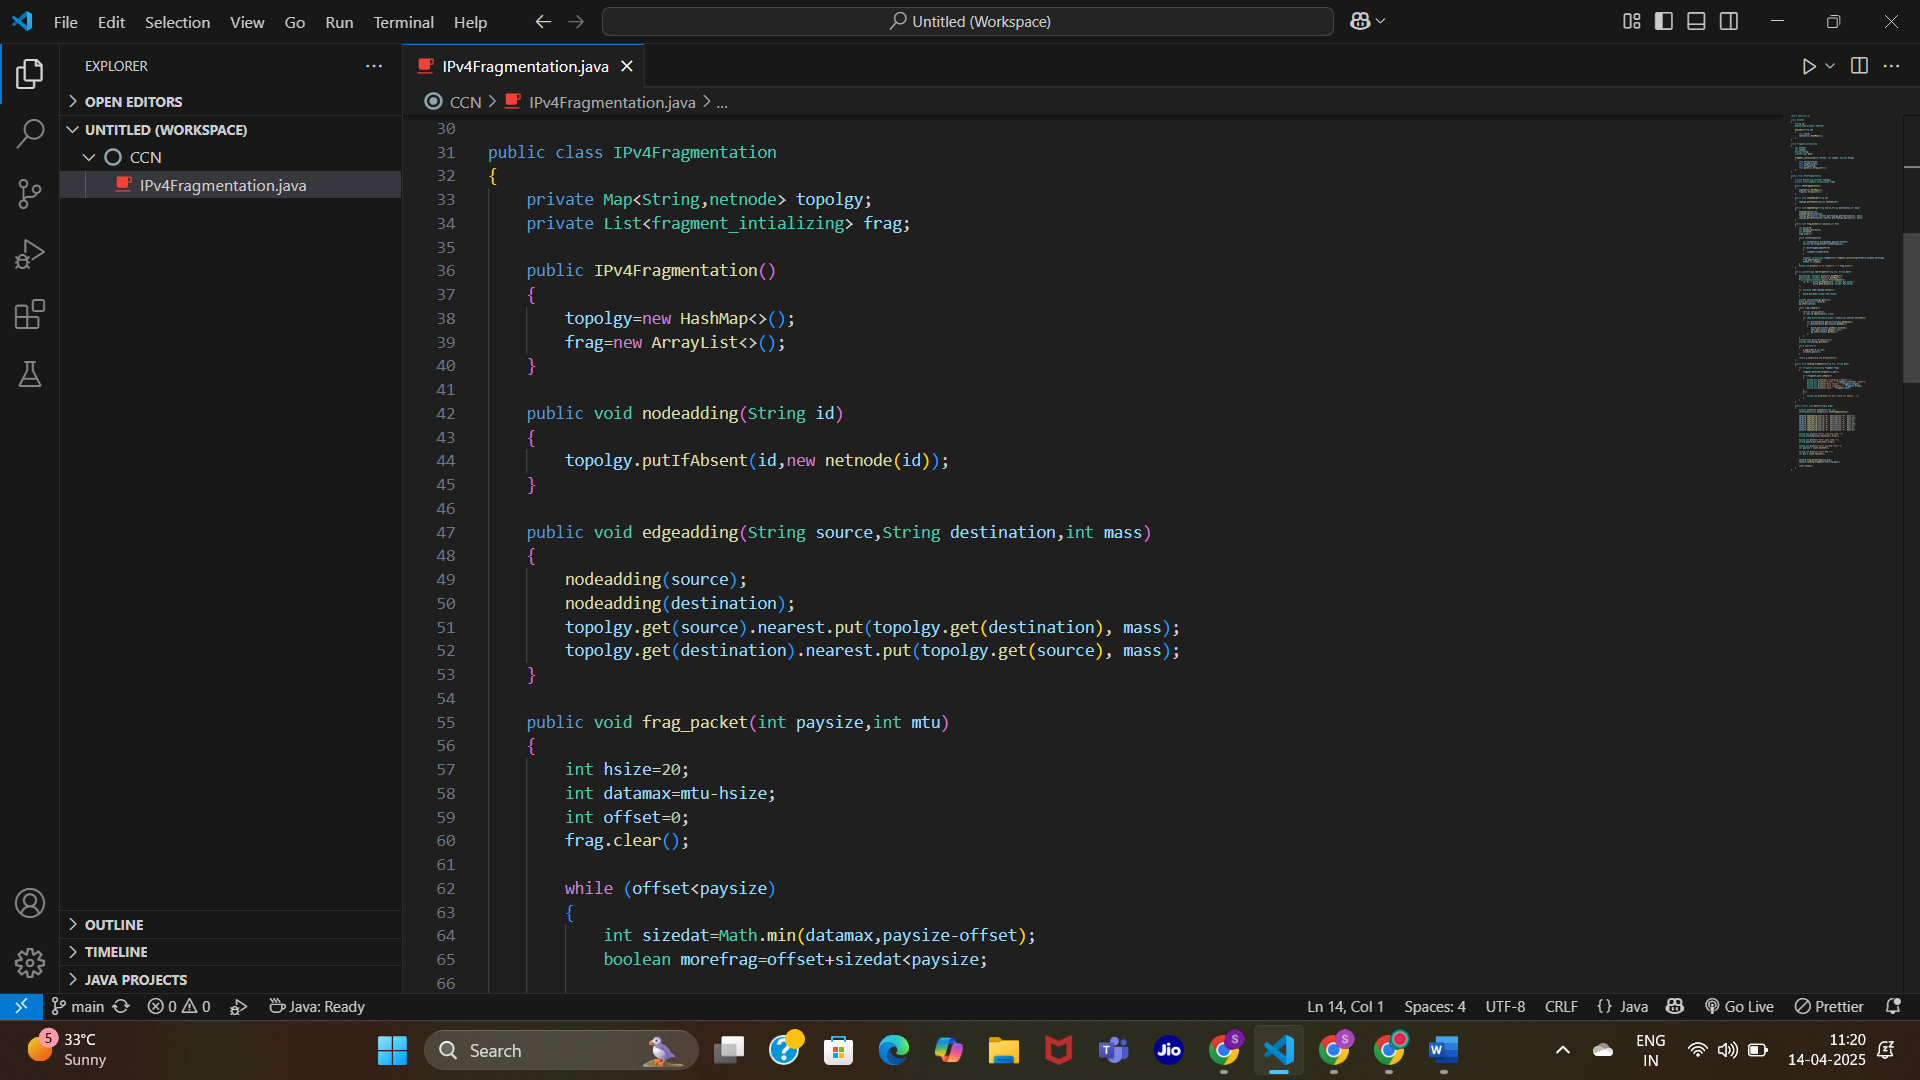 File Edit Selection View Go Run Terminal Help
Untitled (Workspace)
EXPLORER
OPEN EDITORS
UNTITLED (WORKSPACE)
CCN
IPv4Fragmentation.java
OUTLINE
TIMELINE
JAVA PROJECTS
IPv4Fragmentation.java
CCN > IPv4Fragmentation.java > ...
30
31 public class IPv4Fragmentation
32 {
33 private Map<String,netnode> topolgy;
34 private List<fragment_intializing> frag;
35
36 public IPv4Fragmentation()
37 {
38 topolgy=new HashMap<>();
39 frag=new ArrayList<>();
40 }
41
42 public void nodeadding(String id)
43 {
44 topolgy.putIfAbsent(id,new netnode(id));
45 }
46
47 public void edgeadding(String source,String destination,int mass)
48 {
49 nodeadding(source);
50 nodeadding(destination);
51 topolgy.get(source).nearest.put(topolgy.get(destination), mass);
52 topolgy.get(destination).nearest.put(topolgy.get(source), mass);
53 }
54
55 public void frag_packet(int paysize,int mtu)
56 {
57 int hsize=20;
58 int datamax=mtu-hsize;
59 int offset=0;
60 frag.clear();
61
62 while (offset<paysize)
63 {
64 int sizedat=Math.min(datamax,paysize-offset);
65 boolean morefrag=offset+sizedat<paysize;
66
main 0 0 Java: Ready Ln 14, Col 1 Spaces: 4 UTF-8 CRLF {} Java Go Live Prettier
5 33°C
Sunny
Search
Jio
S
S
W
ENG
IN
11:20
14-04-2025